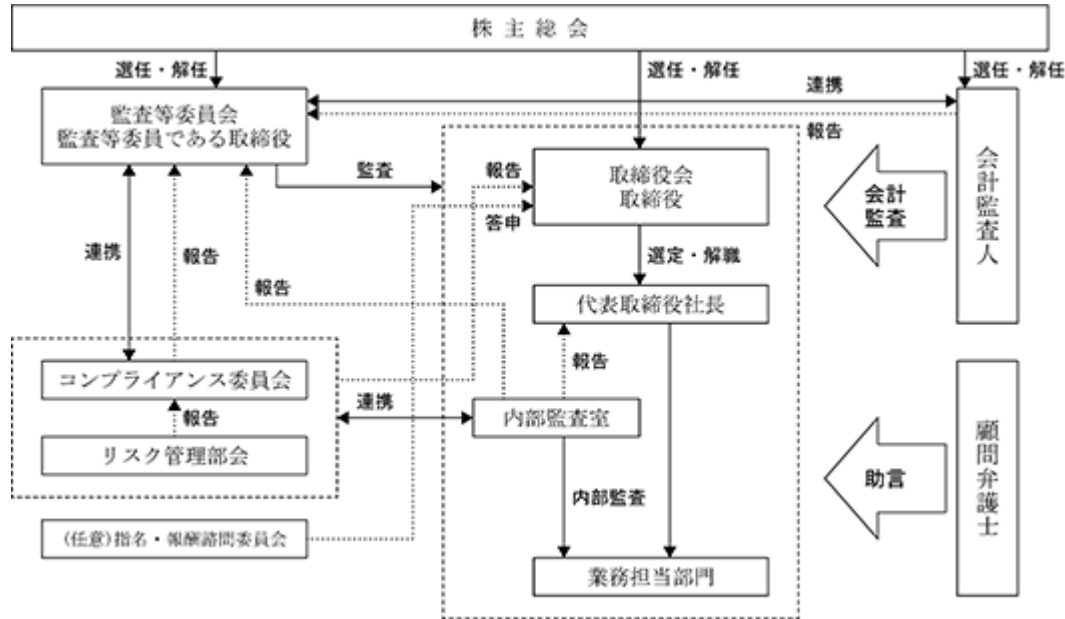 株主総会
選任・解任
選任・解任
選任・解任
連携
報告
監査等委員会
監査等委員である取締役
監査
報告
答申
取締役会
取締役
会計
監査
会計監査人
連携
報告
報告
選定・解職
代表取締役社長
報告
コンプライアンス委員会
報告
リスク管理部会
連携
内部監査室
内部監査
助言
顧問弁護士
(任意)指名・報酬諮問委員会
業務担当部門